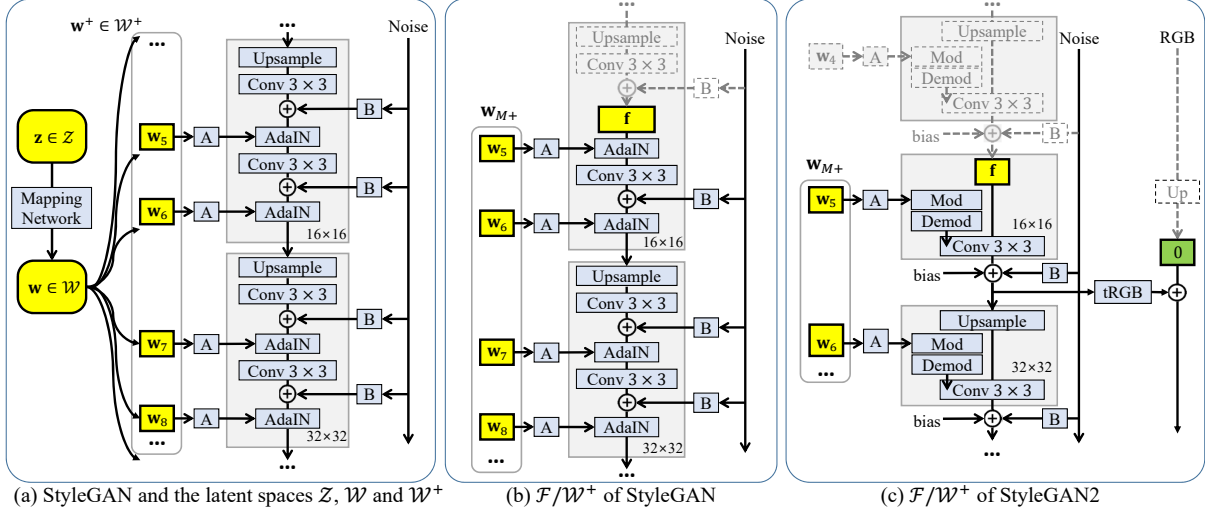 w⁺ ∈ 𝒲⁺
...
...
Noise
Upsample
Conv 3 × 3
B
z ∈ 𝒵
w₅
A
AdaIN
Mapping
Network
Conv 3 × 3
B
w₆
A
AdaIN
16×16
w ∈ 𝒲
Upsample
Conv 3 × 3
B
w₇
A
AdaIN
Conv 3 × 3
B
w₈
A
AdaIN
...
32×32
...
(a) StyleGAN and the latent spaces 𝒵, 𝒲 and 𝒲⁺
...
Noise
Upsample
Conv 3 × 3
B
w_{M+}
f
w₅
A
AdaIN
Conv 3 × 3
B
w₆
A
AdaIN
16×16
Upsample
Conv 3 × 3
B
w₇
A
AdaIN
Conv 3 × 3
B
w₈
A
AdaIN
...
32×32
...
(b) ℱ/𝒲⁺ of StyleGAN
...
Noise
RGB
Upsample
w₄
A
Mod
Demod
Conv 3 × 3
bias
B
w_{M+}
f
Up
w₅
A
Mod
Demod
16×16
Conv 3 × 3
0
bias
B
tRGB
Upsample
w₆
A
Mod
...
Demod
32×32
Conv 3 × 3
bias
B
...
(c) ℱ/𝒲⁺ of StyleGAN2